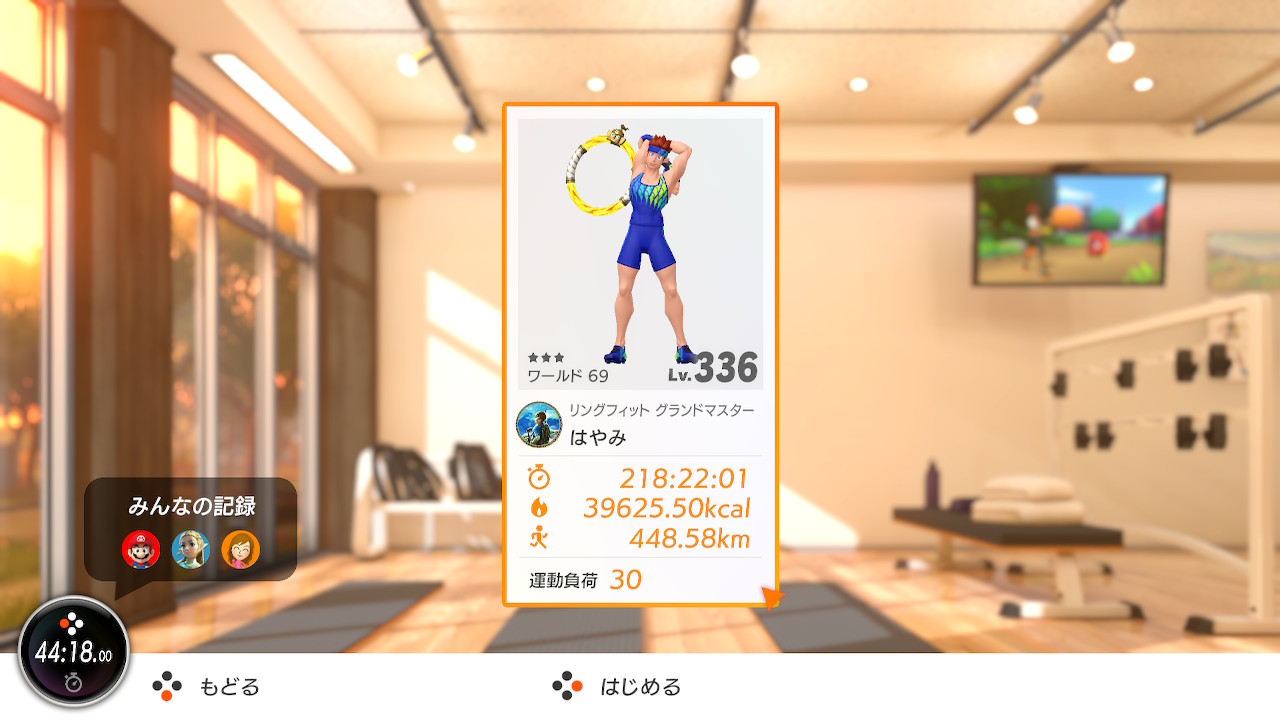 ★★★
ワールド 69
Lv.336
リングフィット グランドマスター
はやみ
218:22:01
39625.50kcal
448.58km
運動負荷 30
みんなの記録
44:18.00
もどる
はじめる